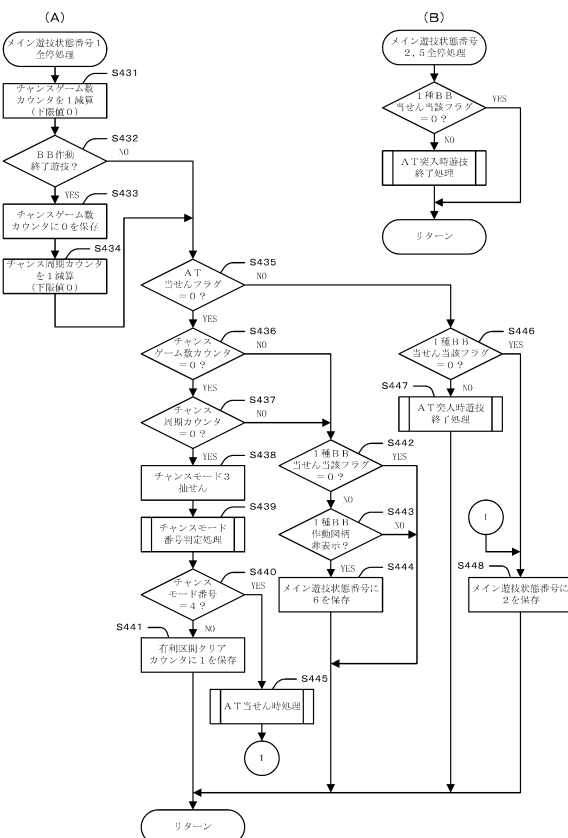 (A)
メイン遊技状態番号1
全停処理
S431
チャンスゲーム数
カウンタを1減算
(下限値0)
S432
BB作動
終了遊技?
NO
YES
S433
チャンスゲーム数
カウンタに0を保存
S434
チャンス周期カウンタ
を1減算
(下限値0)
S435
AT
当せんフラグ
=0?
NO
YES
S436
チャンス
ゲーム数カウンタ
=0?
NO
YES
S437
チャンス
周期カウンタ
=0?
NO
YES
S438
チャンスモード3
抽せん
S439
チャンスモード
番号判定処理
S440
チャンス
モード番号
=4?
YES
NO
S441
有利区間クリア
カウンタに1を保存
S442
1種BB
当せん当該フラグ
=0?
YES
NO
S443
1種BB
作動図柄
非表示?
NO
YES
S444
メイン遊技状態番号に
6を保存
S445
AT当せん時処理
1
S446
1種BB
当せん当該フラグ
=0?
YES
NO
S447
AT突入時遊技
終了処理
1
S448
メイン遊技状態番号に
2を保存
リターン
(B)
メイン遊技状態番号
2,5全停処理
1種BB
当せん当該フラグ
=0?
YES
NO
AT突入時遊技
終了処理
リターン